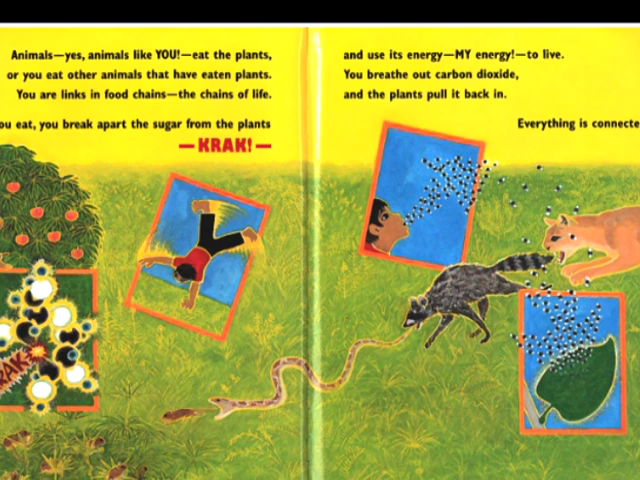 Animals—yes, animals like YOU!—eat the plants,
or you eat other animals that have eaten plants.
You are links in food chains—the chains of life.
ou eat, you break apart the sugar from the plants
—KRAK!—
and use its energy—MY energy!—to live.
You breathe out carbon dioxide,
and the plants pull it back in.
Everything is connecte
RAK